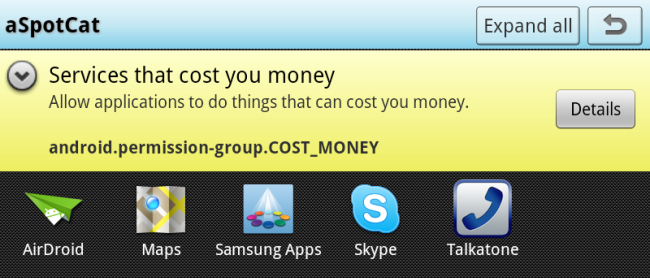 aSpotCat
Expand all
Services that cost you money
Allow applications to do things that can cost you money.
Details
android.permission-group.COST_MONEY
AirDroid
Maps
Samsung Apps
Skype
Talkatone